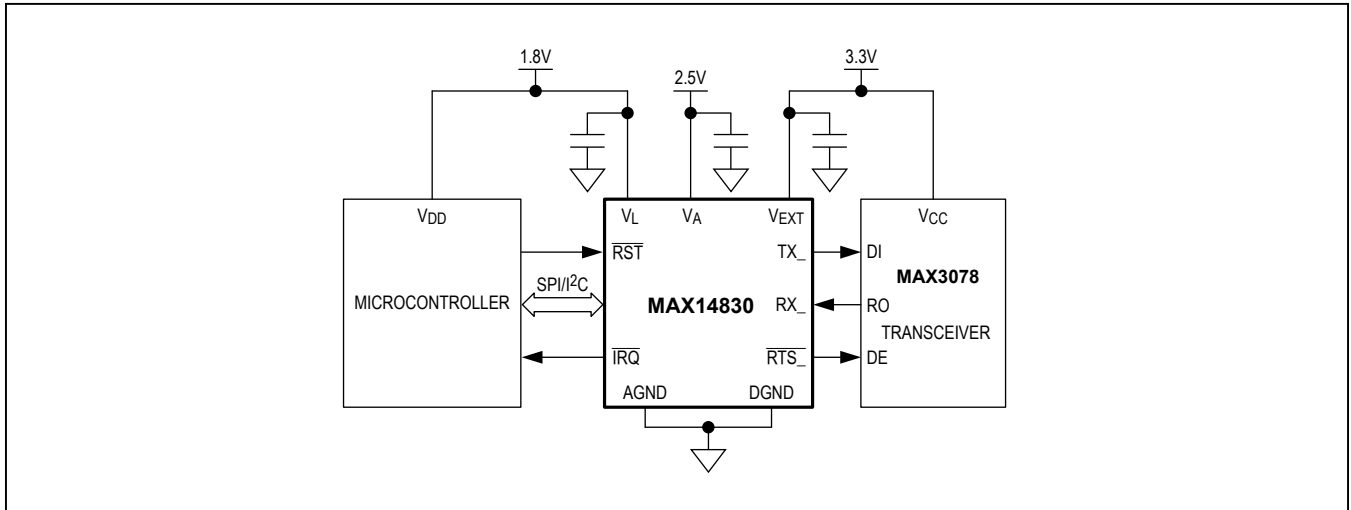 1.8V
2.5V
3.3V
VDD
VL
VA
VEXT
VCC
RST
TX_
DI
SPI/I2C
MAX3078
MICROCONTROLLER
MAX14830
RX_
RO
TRANSCEIVER
IRQ
RTS_
DE
AGND
DGND